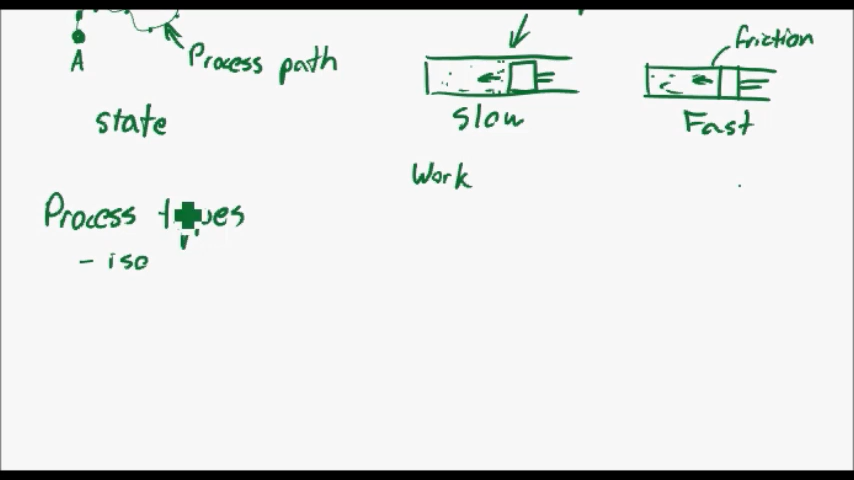 friction
Process path
A
state
Slow
Fast
Work
Process
- iso